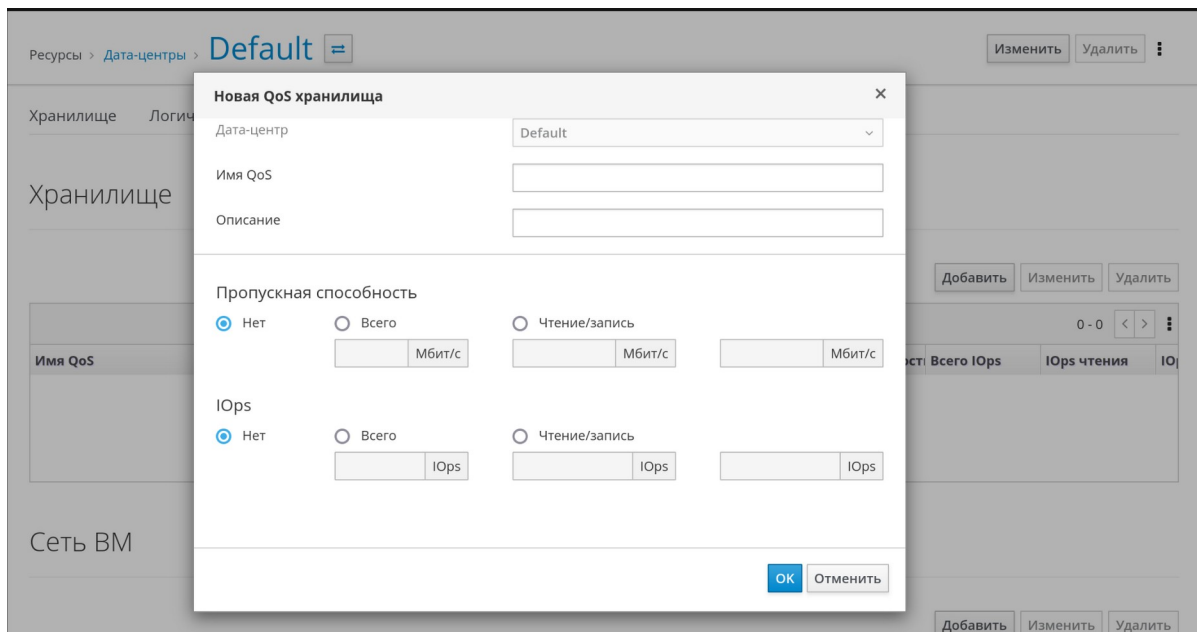 Ресурсы > Дата-центры > Default
Изменить Удалить
Хранилище
Новая QoS хранилища
Дата-центр Default
Имя QoS
Описание
Хранилище
Добавить Изменить Удалить
Пропускная способность
Нет Всего Чтение/запись
Мбит/с Мбит/с Мбит/с
0 - 0
Имя QoS Всего IOps IOps чтения
IOps
Нет Всего Чтение/запись
IOps IOps IOps
Сеть ВМ
OK Отменить
Добавить Изменить Удалить